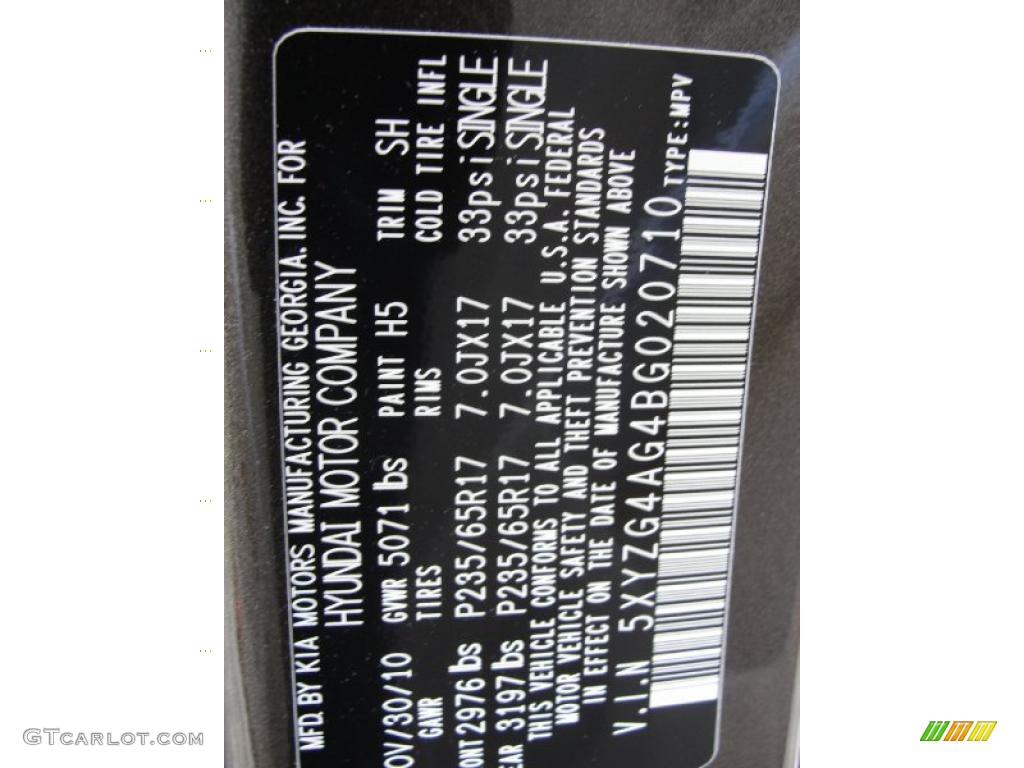 MFD. BY KIA MOTORS MANUFACTURING GEORGIA. INC. FOR
HYUNDAI MOTOR COMPANY
OV/30/10 GVWR 5071 lbs PAINT H5 TRIM SH
GAWR TIRES RIMS COLD TIRE INFL
ONT 2976 lbs P235/65R17 7.0JX17 33psi SINGLE
EAR 3197 lbs P235/65R17 7.0JX17 33psi SINGLE
THIS VEHICLE CONFORMS TO ALL APPLICABLE U.S.A. FEDERAL
MOTOR VEHICLE SAFETY AND THEFT PREVENTION STANDARDS
IN EFFECT ON THE DATE OF MANUFACTURE SHOWN ABOVE
V.I.N 5XYZG4AG4BG020710 TYPE:MPV
GTCARLOT.COM